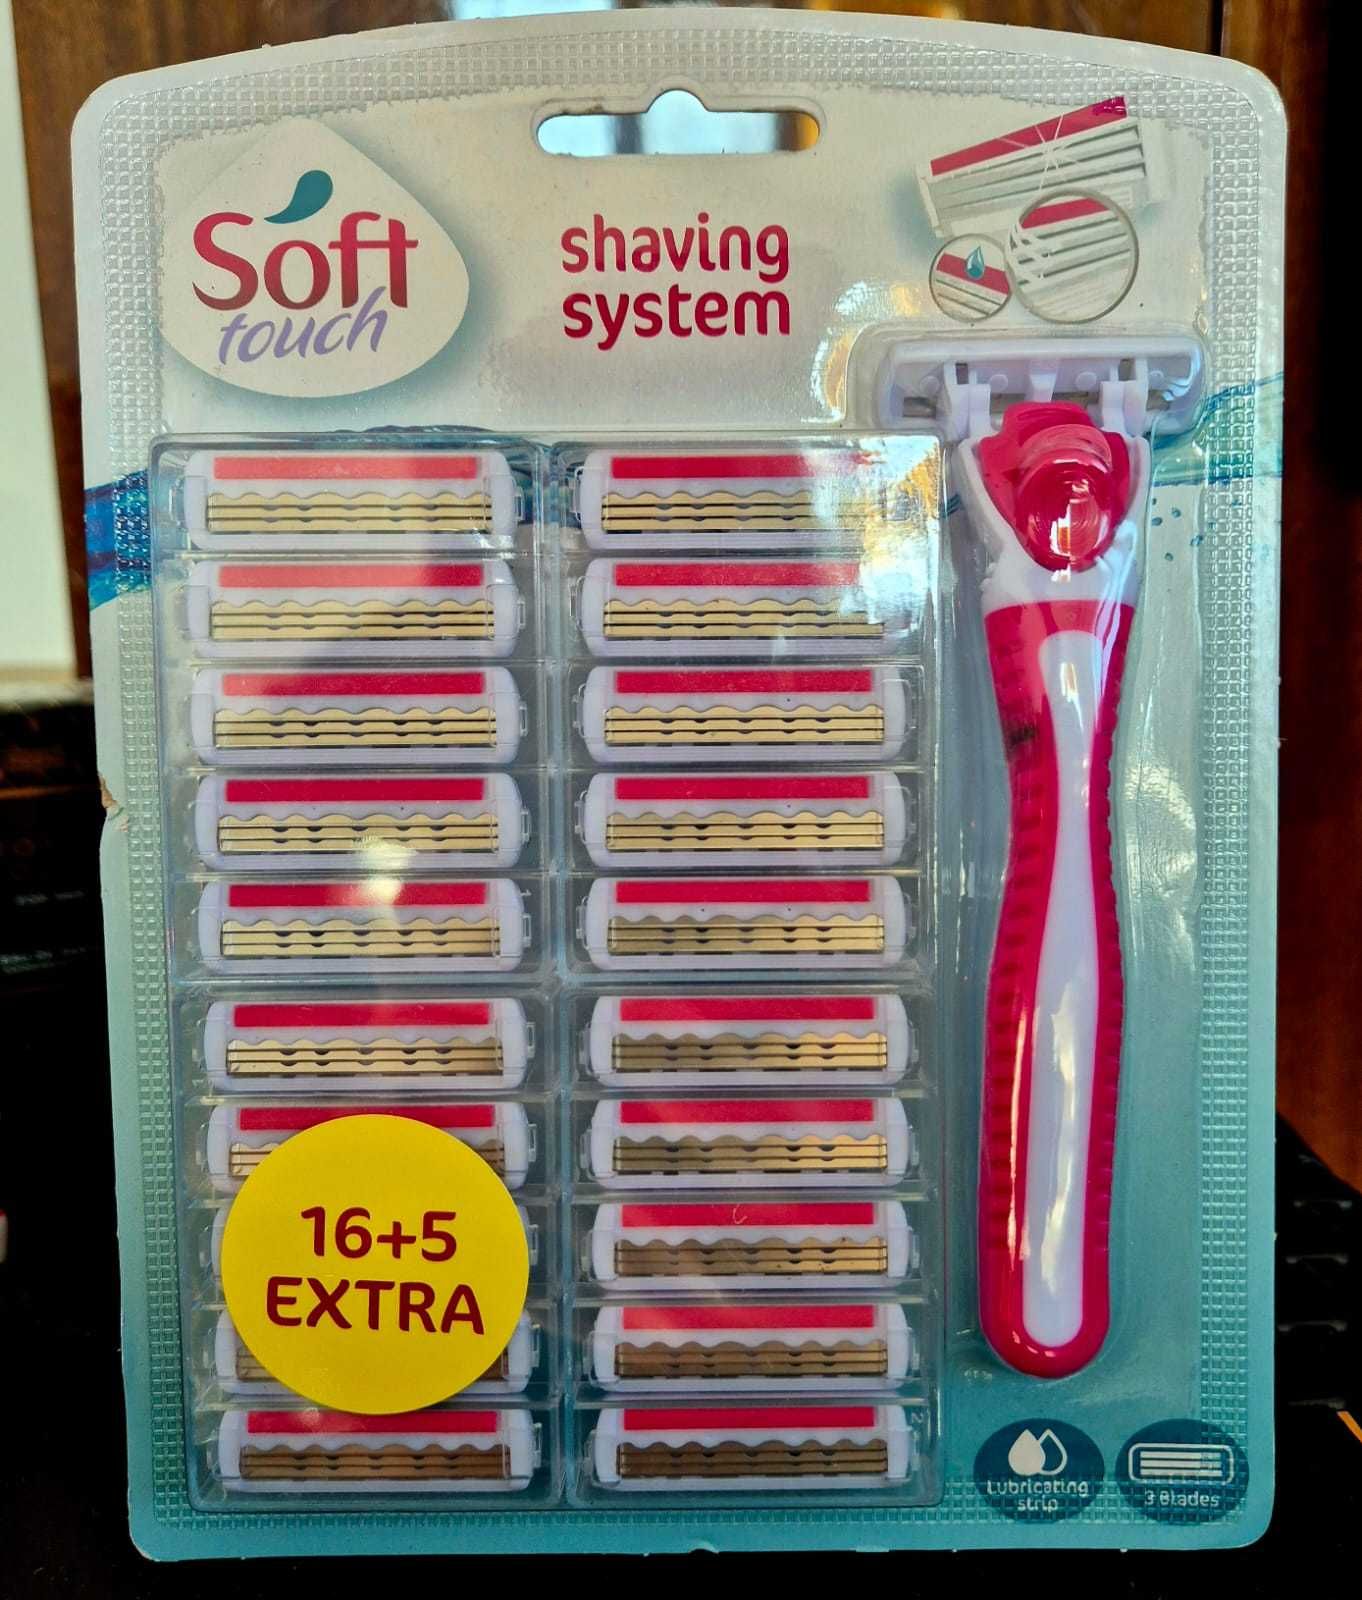 Soft
touch
shaving
system
16+5
EXTRA
Lubricating
strip
3 Blades